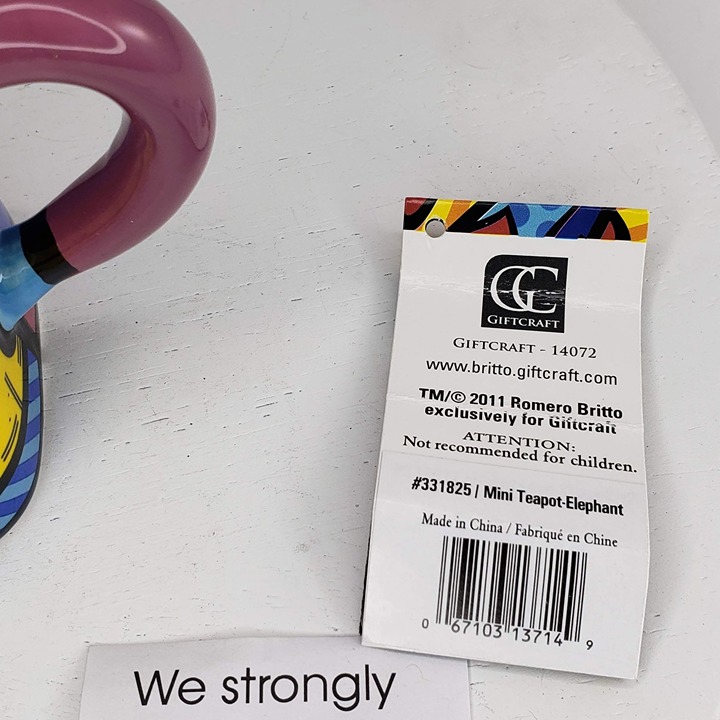 GC
GIFTCRAFT
GIFTCRAFT - 14072
www.britto.giftcraft.com
TM/© 2011 Romero Britto
exclusively for Giftcraft
ATTENTION:
Not recommended for children.
#331825 / Mini Teapot-Elephant
Made in China / Fabriqué en Chine
0 67103 13714 9
We strongly